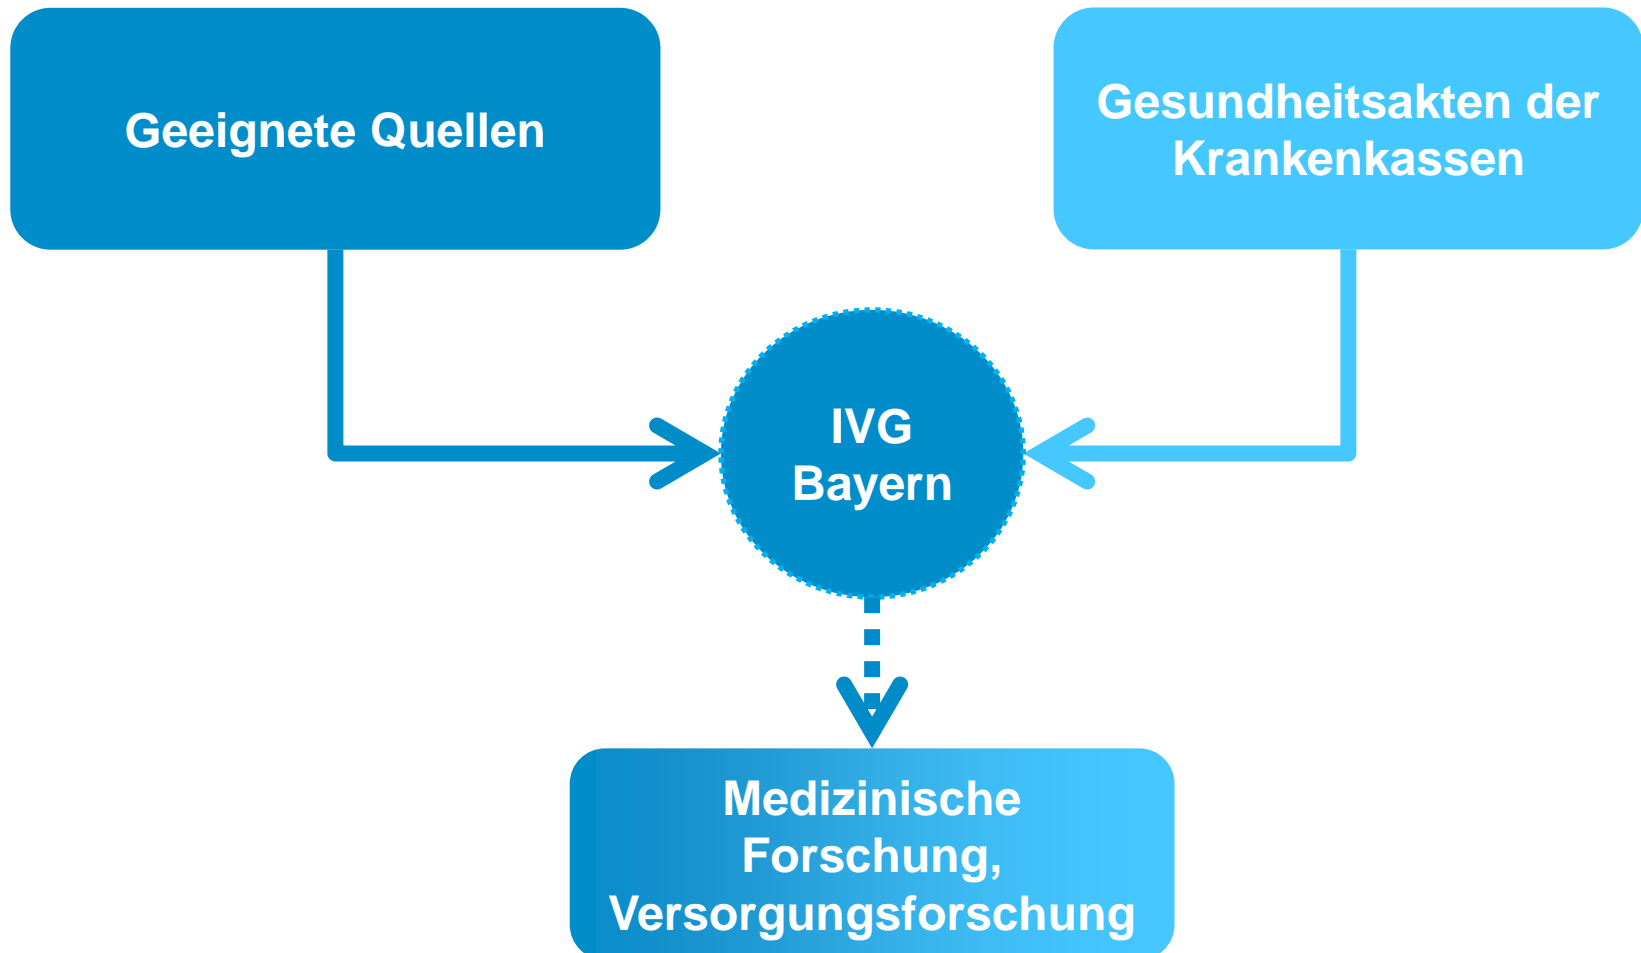 Geeignete Quellen
Gesundheitsakten der
Krankenkassen
IVG
Bayern
Medizinische
Forschung,
Versorgungsforschung